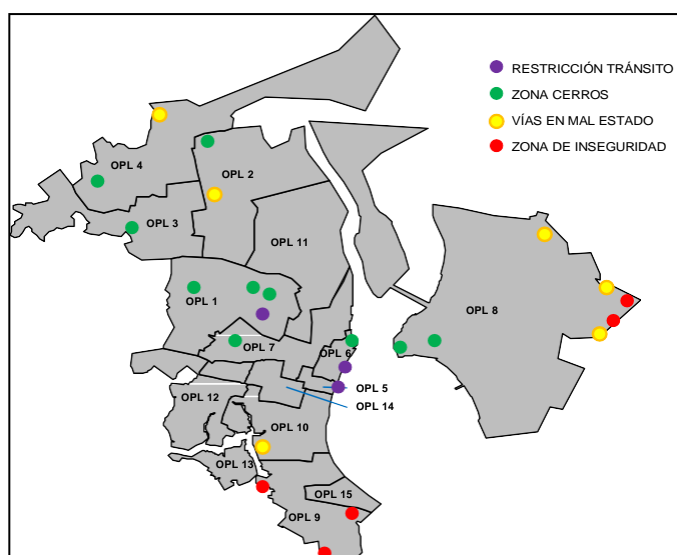 RESTRICCIÓN TRÁNSITO
ZONA CERROS
VÍAS EN MAL ESTADO
ZONA DE INSEGURIDAD
OPL 4
OPL 2
OPL 3
OPL 11
OPL 1
OPL 8
OPL 7
OPL 6
OPL 5
OPL 12
OPL 14
OPL 10
OPL 13
OPL 15
OPL 9